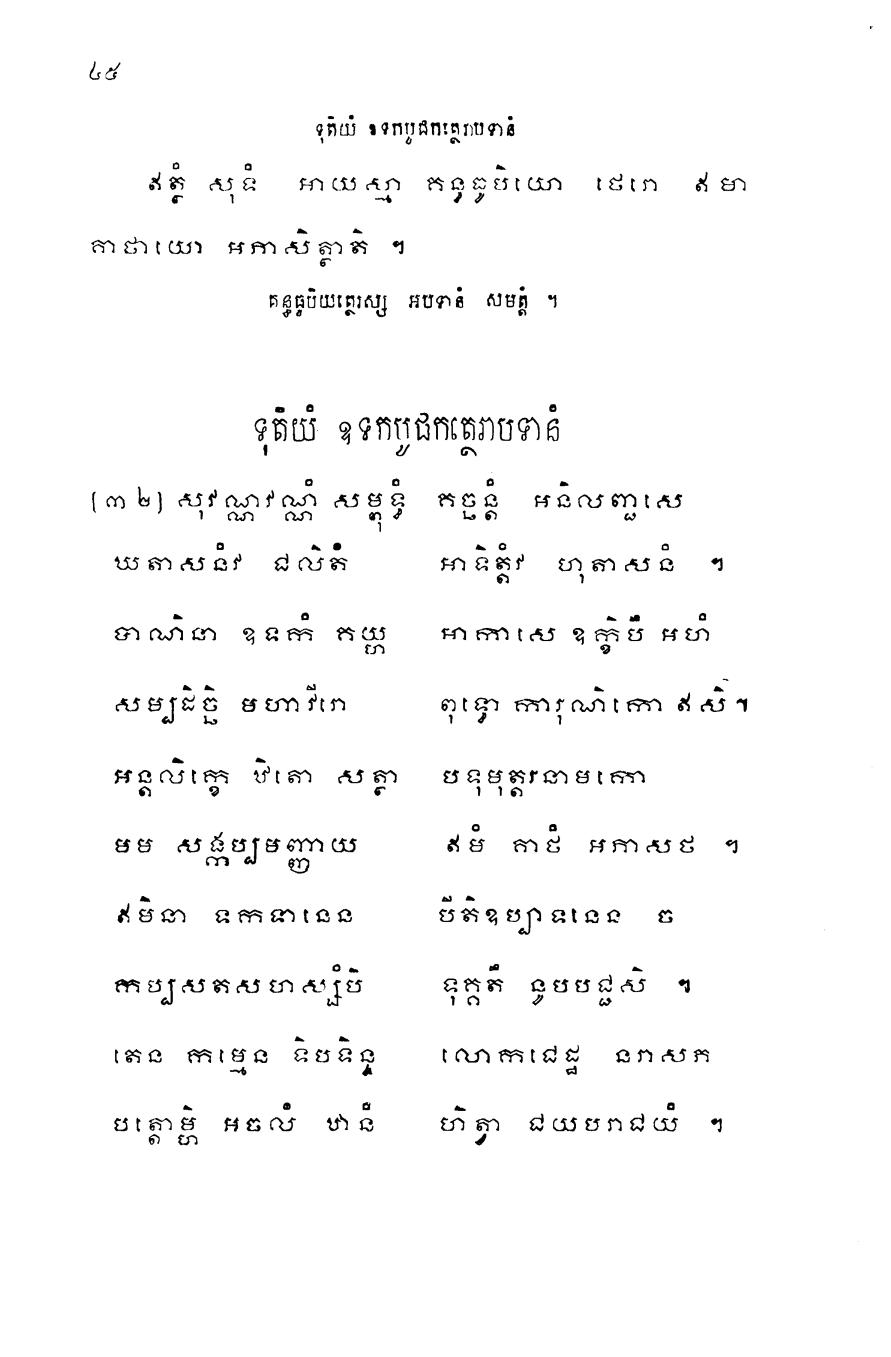 ៤៥
ទុតិយំ ឧទកបូជកត្ថេរាបទានំ
ឥត្ថំ សុទំ អាយស្មា គន្ធធូបិយោ ថេរោ ឥមា
គាថាយោ អភាសិត្ថាតិ ។
គន្ធធូបិយត្ថេរស្ស អបទានំ សមត្តំ ។
ទុតិយំ ឧទកបូជកត្ថេរាបទានំ
[៣២] សុវណ្ណវណ្ណំ សម្ពុទ្ធំ គច្ឆន្តំ អនិលញ្ជសេ
ឃតាសនំវ ជលិតំ អាទិត្តំវ ហុតាសនំ ។
បាណិនា ឧទកំ គយ្ហ អាកាសេ ឧក្ខិបឹ អហំ
សម្បដិច្ឆិ មហាវីរោ ពុទ្ធោ ការុណិកោ ឥសិ។
អន្តលិក្ខេ ឋិតោ សត្ថា បទុមុត្តរនាមកោ
មម សង្កប្បមញ្ញាយ ឥមំ គាថំ អភាសថ ។
ឥមិនា ទកទានេន បីតិឧប្បាទនេន ច
កប្បសតសហស្សំបិ ទុគ្គតឹ នូបបជ្ជសិ ។
តេន កម្មេន ទិបទិន្ទ លោកជេដ្ឋ នរាសភ
បត្តោម្ហិ អចលំ ឋានំ ហិត្វា ជយបរាជយំ ។